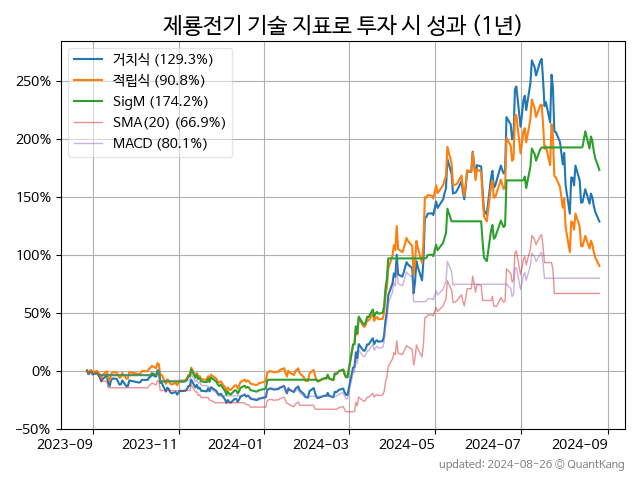 제룡전기 기술 지표로 투자 시 성과 (1년)
거치식 (129.3%)
적립식 (90.8%)
SigM (174.2%)
SMA(20) (66.9%)
MACD (80.1%)
250%
200%
150%
100%
50%
0%
−50%
2023−09 2023−11 2024−01 2024−03 2024−05 2024−07 2024−09
updated: 2024−08−26 © QuantKang